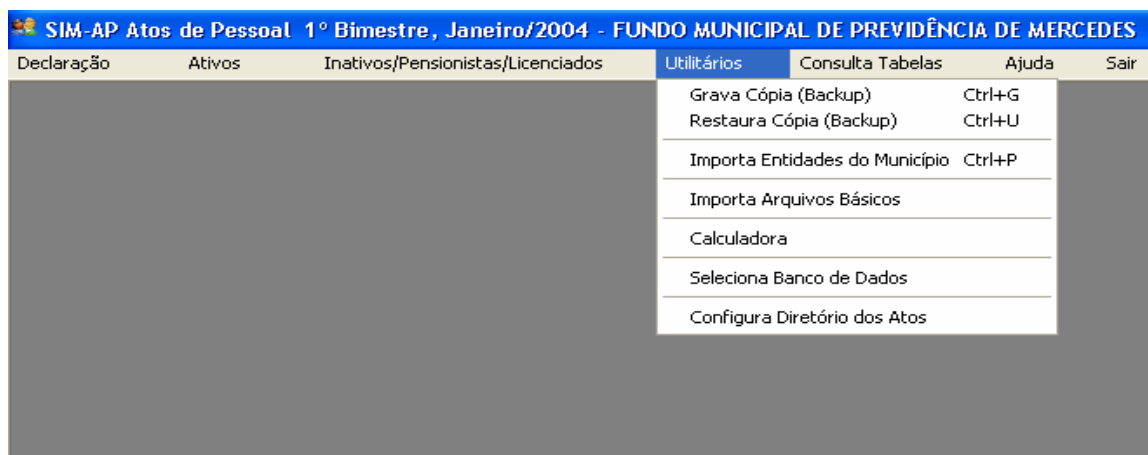 SIM-AP Atos de Pessoal 1º Bimestre, Janeiro/2004 - FUNDO MUNICIPAL DE PREVIDÊNCIA DE MERCEDES
Declaração Ativos Inativos/Pensionistas/Licenciados Utilitários Consulta Tabelas Ajuda Sair
Grava Cópia (Backup) Ctrl+G
Restaura Cópia (Backup) Ctrl+U
Importa Entidades do Município Ctrl+P
Importa Arquivos Básicos
Calculadora
Seleciona Banco de Dados
Configura Diretório dos Atos